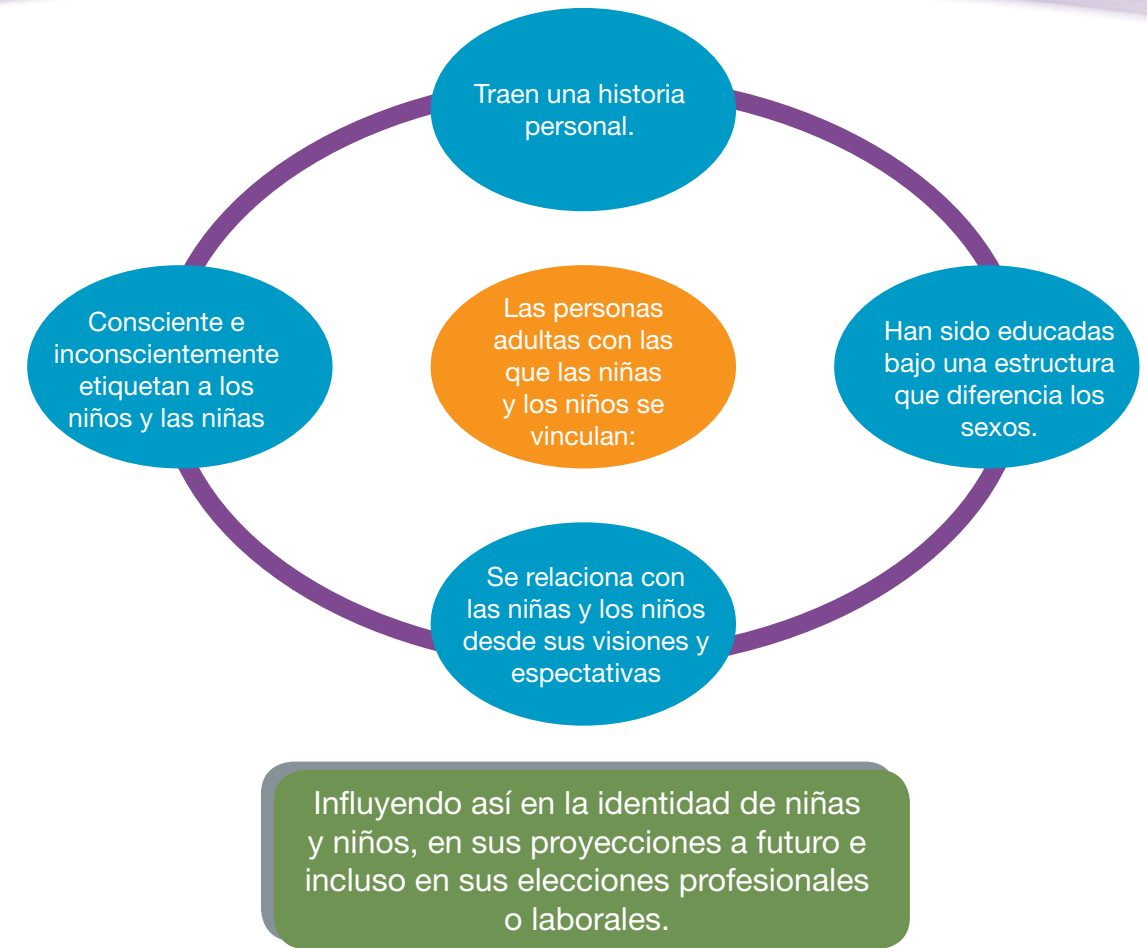 Traen una historia
personal.
Consciente e
inconscientemente
etiquetan a los
niños y las niñas
Las personas
adultas con las
que las niñas
y los niños se
vinculan:
Han sido educadas
bajo una estructura
que diferencia los
sexos.
Se relaciona con
las niñas y los niños
desde sus visiones y
espectativas
Influyendo así en la identidad de niñas
y niños, en sus proyecciones a futuro e
incluso en sus elecciones profesionales
o laborales.